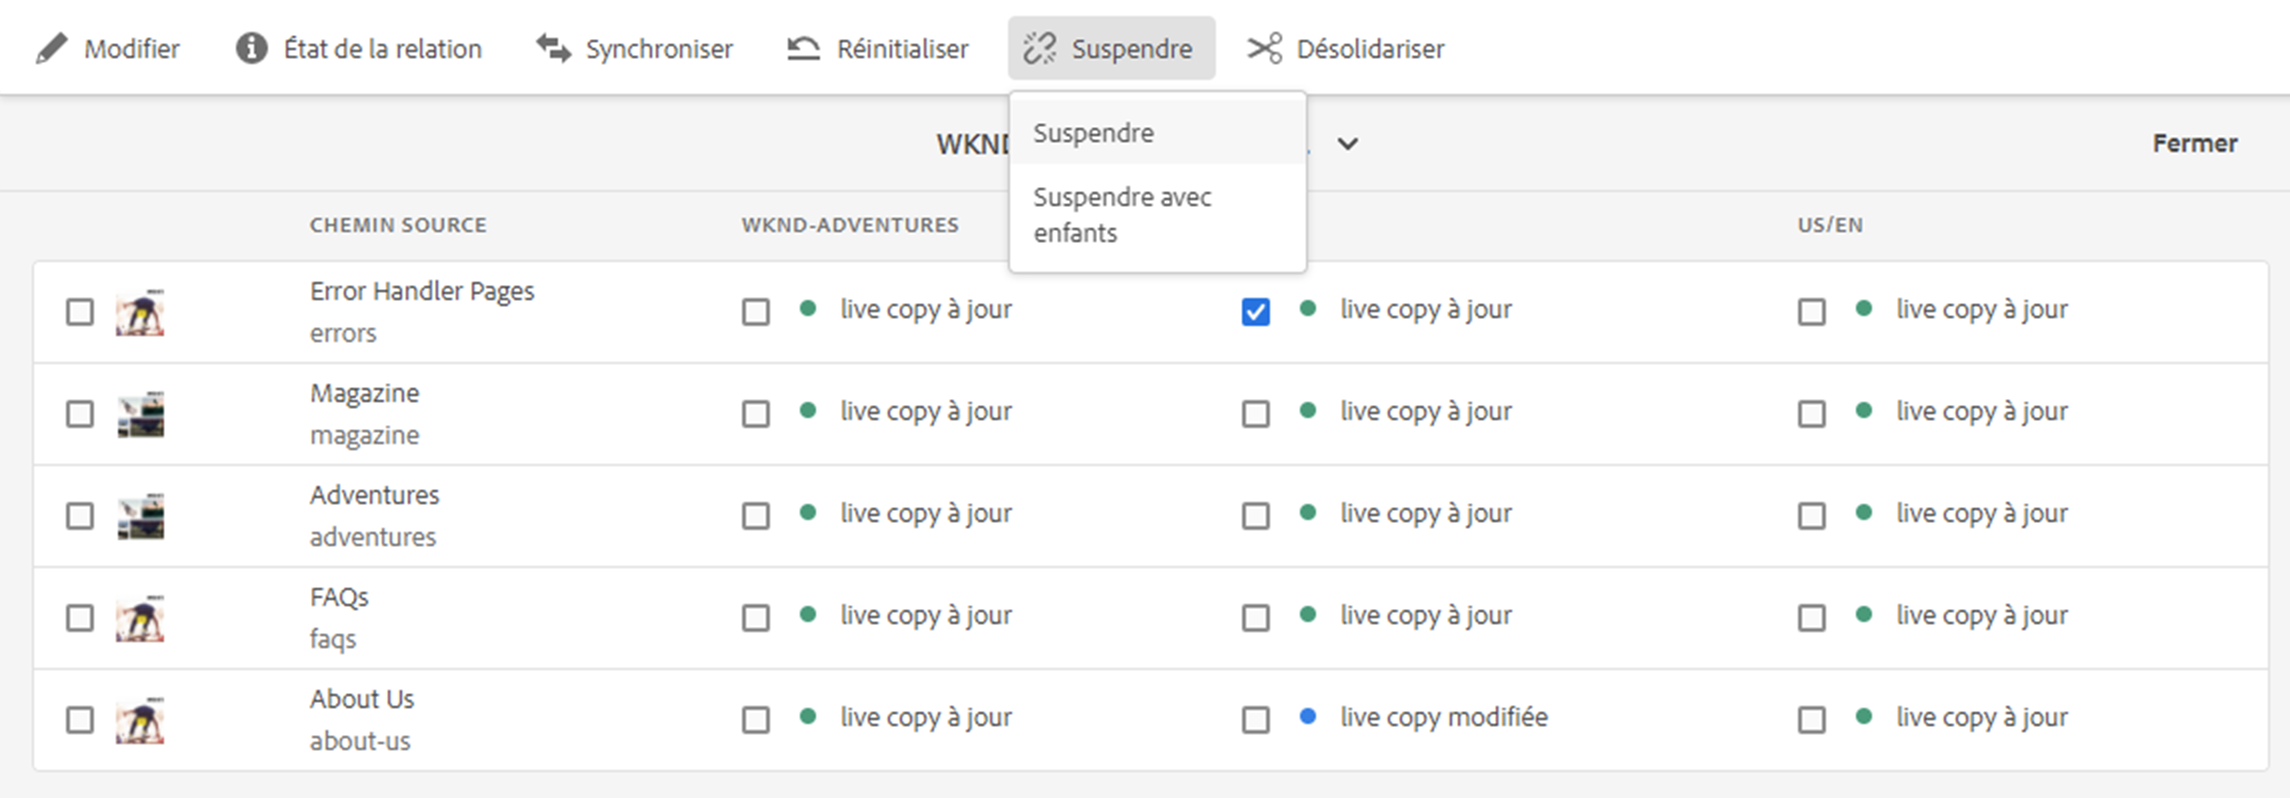 Modifier État de la relation Synchroniser Réinitialiser Suspendre Désolidariser
Suspendre
Suspendre avec
enfants
WKND Fermer
CHEMIN SOURCE WKND-ADVENTURES US/EN
Error Handler Pages
errors
live copy à jour live copy à jour live copy à jour
Magazine
magazine
live copy à jour live copy à jour live copy à jour
Adventures
adventures
live copy à jour live copy à jour live copy à jour
FAQs
faqs
live copy à jour live copy à jour live copy à jour
About Us
about-us
live copy à jour live copy modifiée live copy à jour